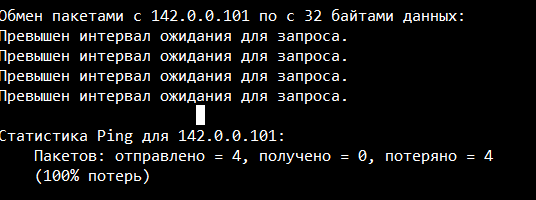 Обмен пакетами с 142.0.0.101 по с 32 байтами данных:
Превышен интервал ожидания для запроса.
Превышен интервал ожидания для запроса.
Превышен интервал ожидания для запроса.
Превышен интервал ожидания для запроса.
Статистика Ping для 142.0.0.101:
Пакетов: отправлено = 4, получено = 0, потеряно = 4
(100% потерь)